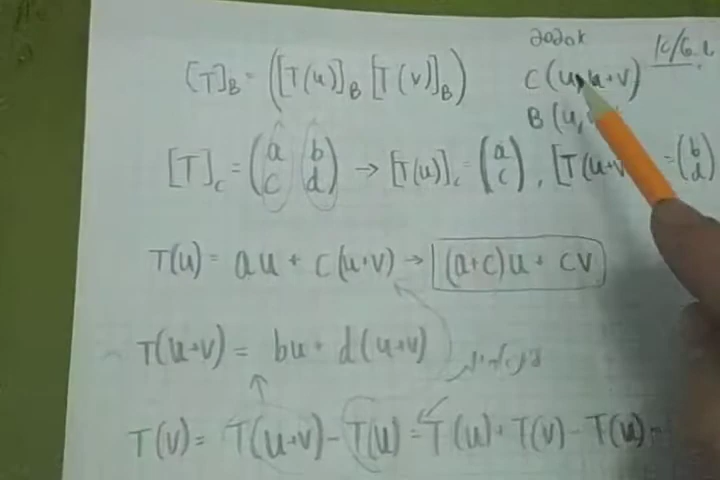 [T]_B = ([T(u)]_B [T(v)]_B)
C(u, u+v)
B(u,
[T]_C = (a b / c d) → [T(u)]_C = (a / c), [T(u+v = (b / d)
T(u) = au + c(u+v) → (a+c)u + cv
T(u+v) = bu + d(u+v)
T(v) = T(u+v) - T(u) = T(u) + T(v) - T(u) =